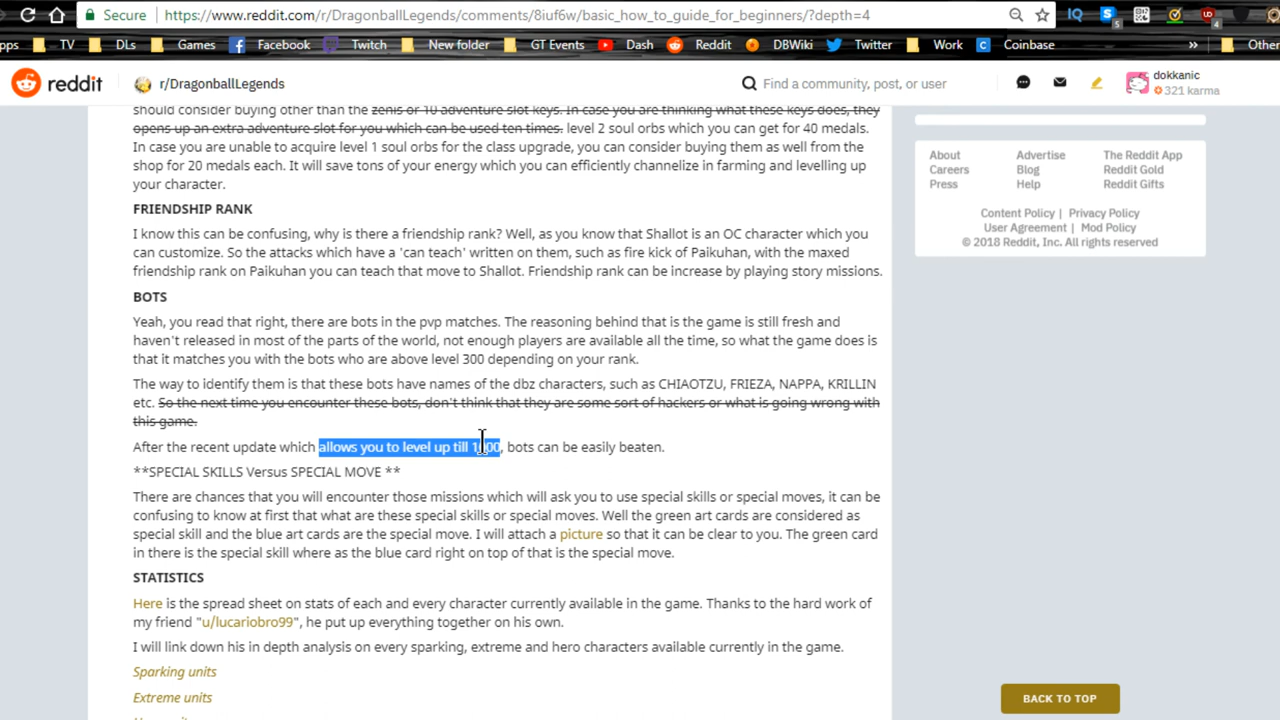 Secure
https://www.reddit.com/r/DragonballLegends/comments/8iuf6w/basic_how_to_guide_for_beginners/?depth=4
IQ
5
4
pps TV DLs Games Facebook Twitch New folder GT Events Dash Reddit DBWiki Twitter Work Coinbase » Other
reddit r/DragonballLegends Find a community, post, or user dokkanic
321 karma
should consider buying other than the zenis or 10 adventure slot keys. In case you are thinking what these keys does, they
opens up an extra adventure slot for you which can be used ten times. level 2 soul orbs which you can get for 40 medals.
In case you are unable to acquire level 1 soul orbs for the class upgrade, you can consider buying them as well from the
shop for 20 medals each. It will save tons of your energy which you can efficiently channelize in farming and levelling up
your character.
FRIENDSHIP RANK
I know this can be confusing, why is there a friendship rank? Well, as you know that Shallot is an OC character which you
can customize. So the attacks which have a 'can teach' written on them, such as fire kick of Paikuhan, with the maxed
friendship rank on Paikuhan you can teach that move to Shallot. Friendship rank can be increase by playing story missions.
BOTS
Yeah, you read that right, there are bots in the pvp matches. The reasoning behind that is the game is still fresh and
haven't released in most of the parts of the world, not enough players are available all the time, so what the game does is
that it matches you with the bots who are above level 300 depending on your rank.
The way to identify them is that these bots have names of the dbz characters, such as CHIAOTZU, FRIEZA, NAPPA, KRILLIN
etc. So the next time you encounter these bots, don't think that they are some sort of hackers or what is going wrong with
this game.
After the recent update which allows you to level up till 1000, bots can be easily beaten.
**SPECIAL SKILLS Versus SPECIAL MOVE **
There are chances that you will encounter those missions which will ask you to use special skills or special moves, it can be
confusing to know at first that what are these special skills or special moves. Well the green art cards are considered as
special skill and the blue art cards are the special move. I will attach a picture so that it can be clear to you. The green card
in there is the special skill where as the blue card right on top of that is the special move.
STATISTICS
Here is the spread sheet on stats of each and every character currently available in the game. Thanks to the hard work of
my friend "u/lucariobro99", he put up everything together on his own.
I will link down his in depth analysis on every sparking, extreme and hero characters available currently in the game.
Sparking units
Extreme units
About Advertise The Reddit App
Careers Blog Reddit Gold
Press Help Reddit Gifts
Content Policy | Privacy Policy
User Agreement | Mod Policy
© 2018 Reddit, Inc. All rights reserved
BACK TO TOP